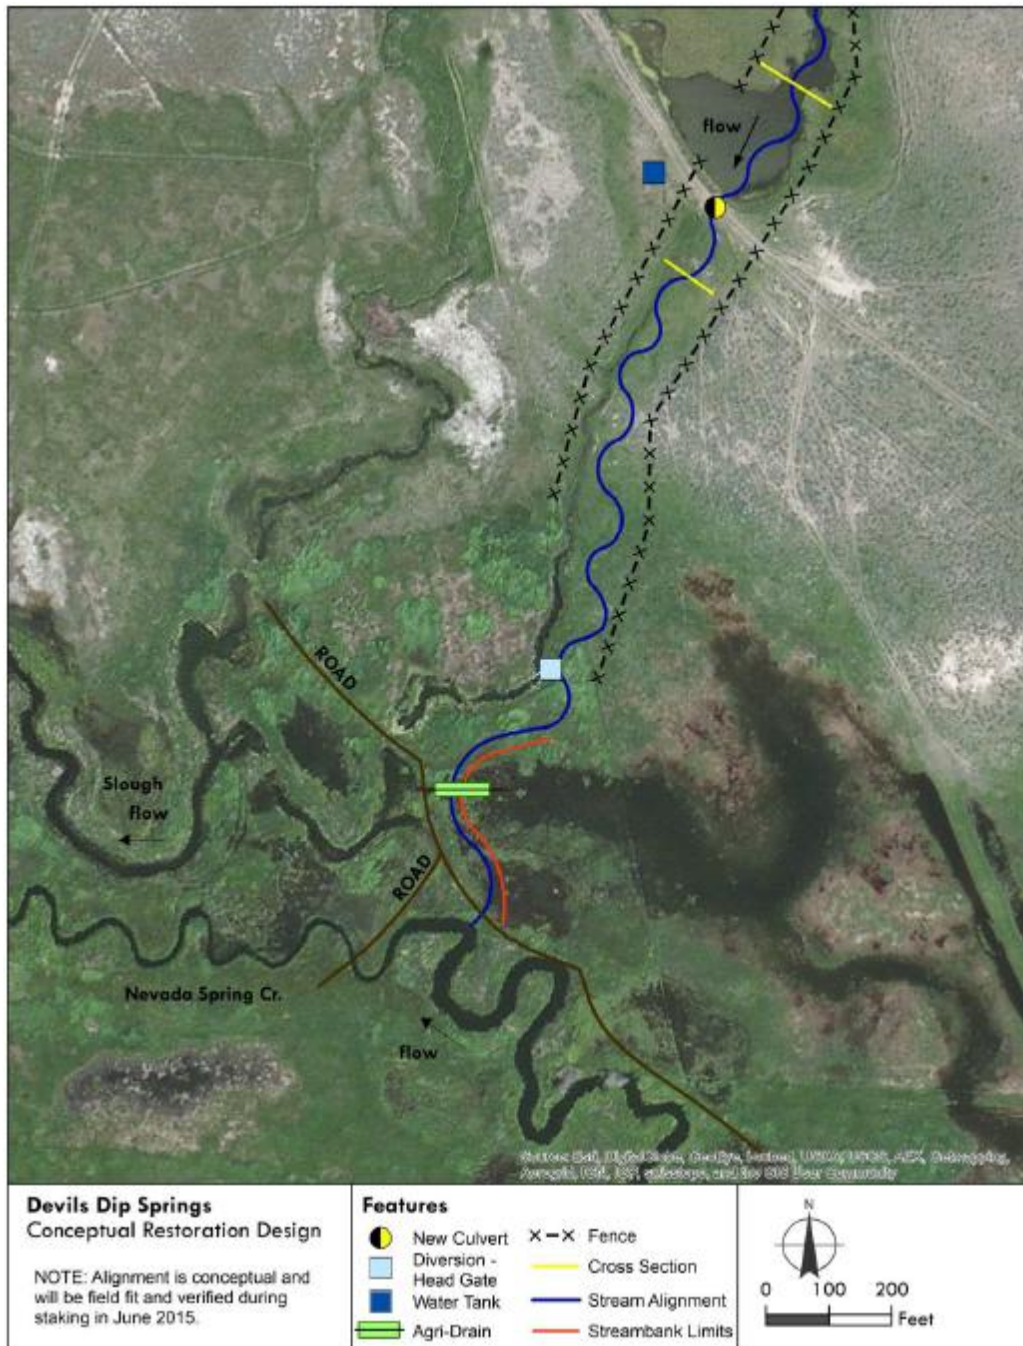 flow
ROAD
Slough
flow
ROAD
Nevada Spring Cr.
flow
Devils Dip Springs
Conceptual Restoration Design
NOTE: Alignment is conceptual and
will be field fit and verified during
staking in June 2015.
Features
New Culvert
Diversion -
Head Gate
Water Tank
Agri-Drain
Fence
Cross Section
Stream Alignment
Streambank Limits
N
0 100 200
Feet